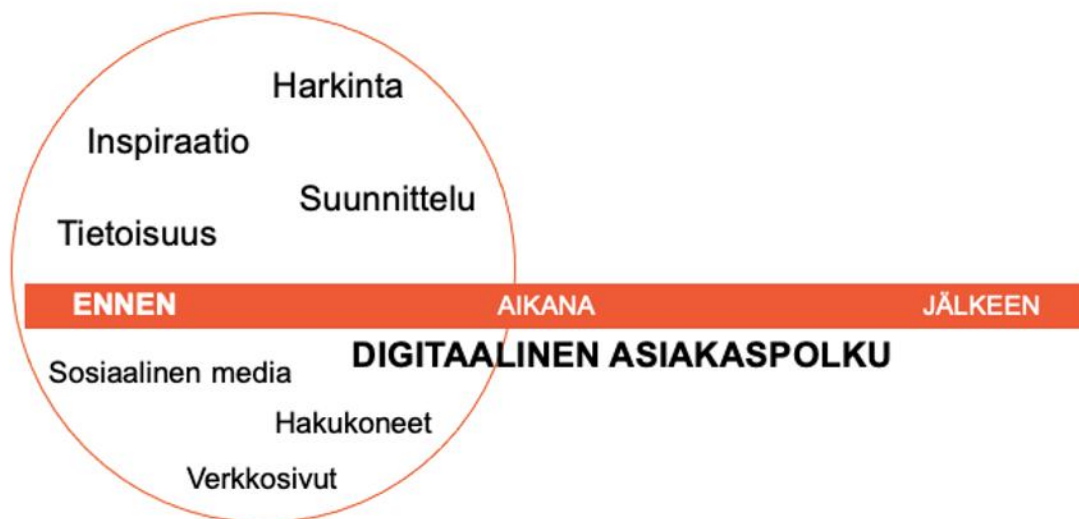 Harkinta
Inspiraatio
Suunnittelu
Tietoisuus
ENNEN AIKANA JÄLKEEN
DIGITAALINEN ASIAKASPOLKU
Sosiaalinen media
Hakukoneet
Verkkosivut